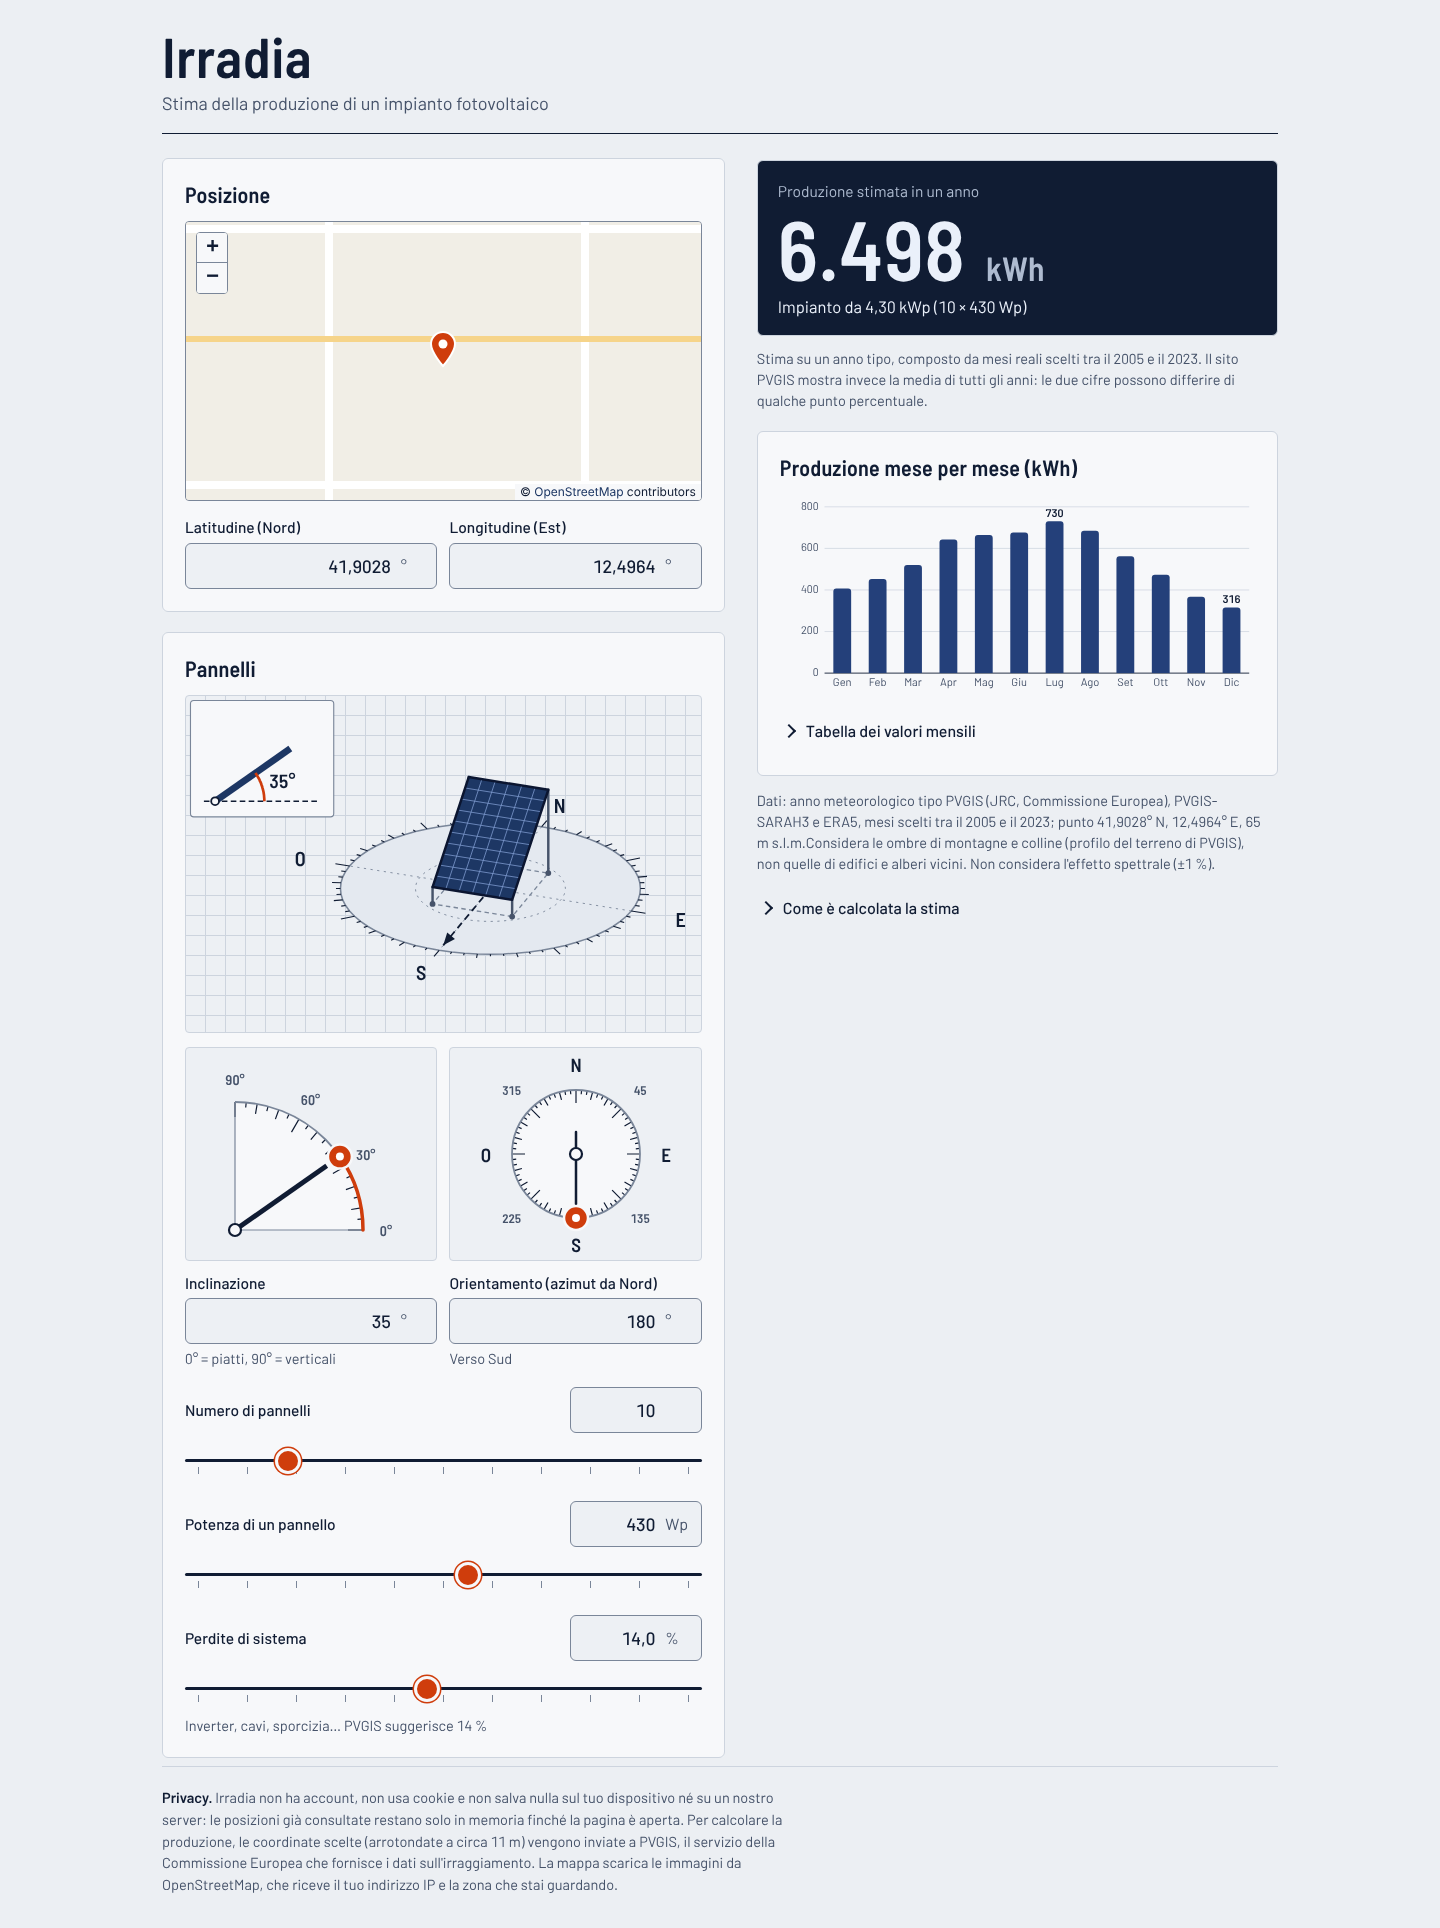 Irradia
Stima della produzione di un impianto fotovoltaico
Posizione
+
−
© OpenStreetMap contributors
Latitudine (Nord)
Longitudine (Est)
41,9028 °
12,4964 °
Pannelli
35°
N
O
E
S
90°
60°
30°
0°
N
315
45
O
E
225
135
S
Inclinazione
Orientamento (azimut da Nord)
35 °
180 °
0° = piatti, 90° = verticali
Verso Sud
Numero di pannelli
10
Potenza di un pannello
430 Wp
Perdite di sistema
14,0 %
Inverter, cavi, sporcizia... PVGIS suggerisce 14 %
Produzione stimata in un anno
6.498 kWh
Impianto da 4,30 kWp (10 × 430 Wp)
Stima su un anno tipo, composto da mesi reali scelti tra il 2005 e il 2023. Il sito
PVGIS mostra invece la media di tutti gli anni: le due cifre possono differire di
qualche punto percentuale.
Produzione mese per mese (kWh)
800
730
600
400
316
200
0
Gen Feb Mar Apr Mag Giu Lug Ago Set Ott Nov Dic
Tabella dei valori mensili
Dati: anno meteorologico tipo PVGIS (JRC, Commissione Europea), PVGIS-
SARAH3 e ERA5, mesi scelti tra il 2005 e il 2023; punto 41,9028° N, 12,4964° E, 65
m s.l.m.Considera le ombre di montagne e colline (profilo del terreno di PVGIS),
non quelle di edifici e alberi vicini. Non considera l'effetto spettrale (±1 %).
Come è calcolata la stima
Privacy. Irradia non ha account, non usa cookie e non salva nulla sul tuo dispositivo né su un nostro
server: le posizioni già consultate restano solo in memoria finché la pagina è aperta. Per calcolare la
produzione, le coordinate scelte (arrotondate a circa 11 m) vengono inviate a PVGIS, il servizio della
Commissione Europea che fornisce i dati sull'irraggiamento. La mappa scarica le immagini da
OpenStreetMap, che riceve il tuo indirizzo IP e la zona che stai guardando.